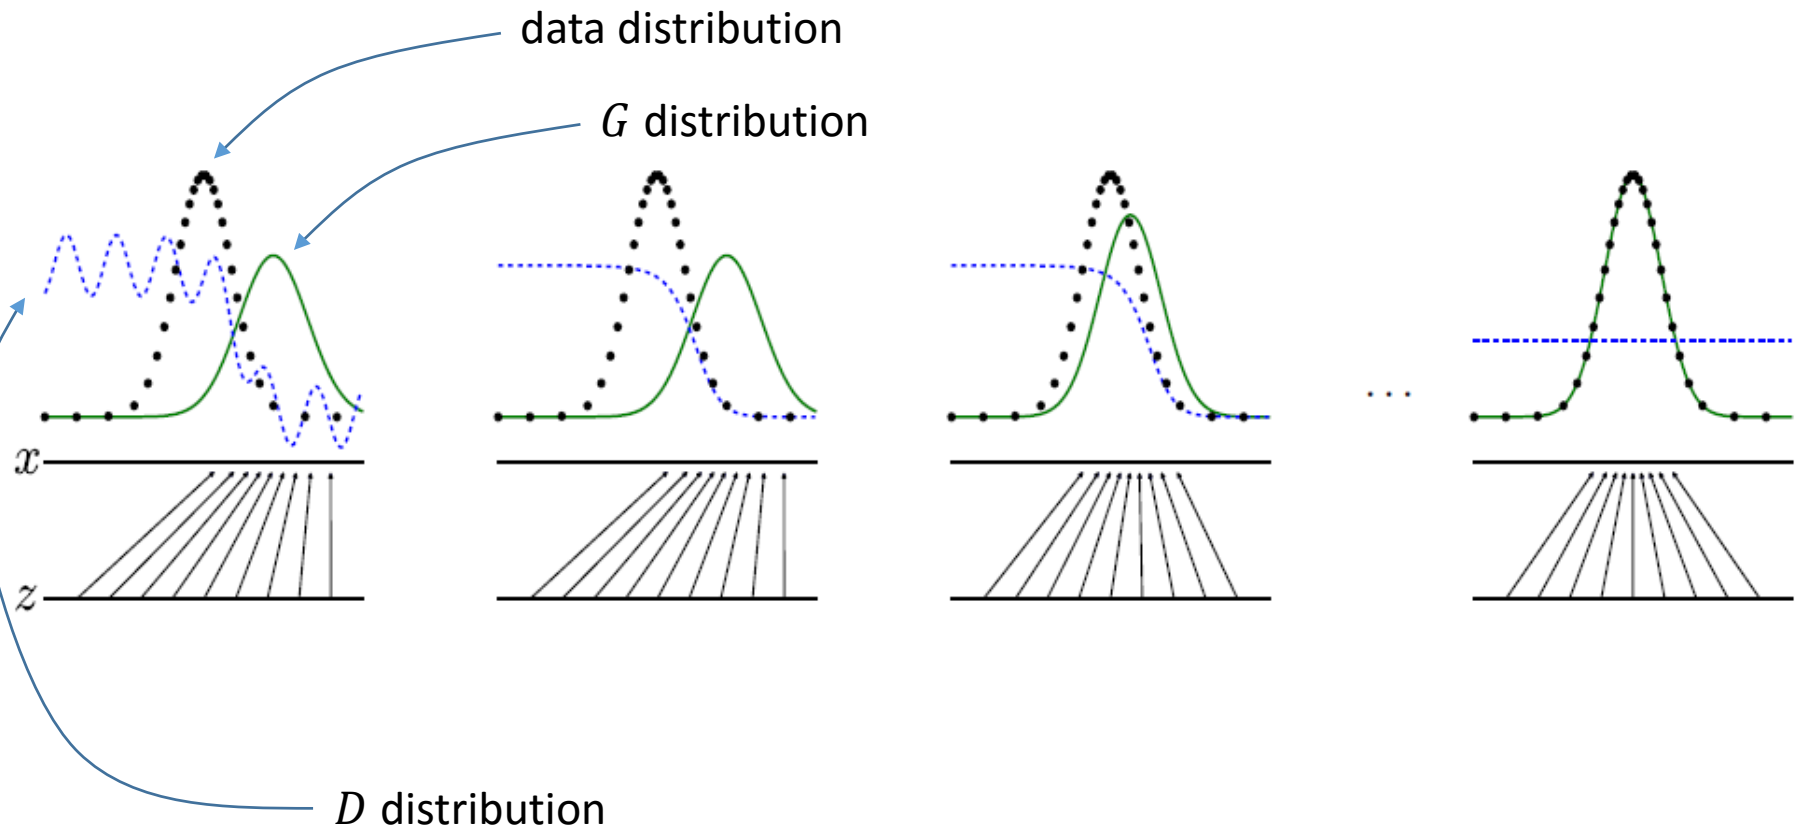 data distribution
G distribution
. . .
x
z
D distribution